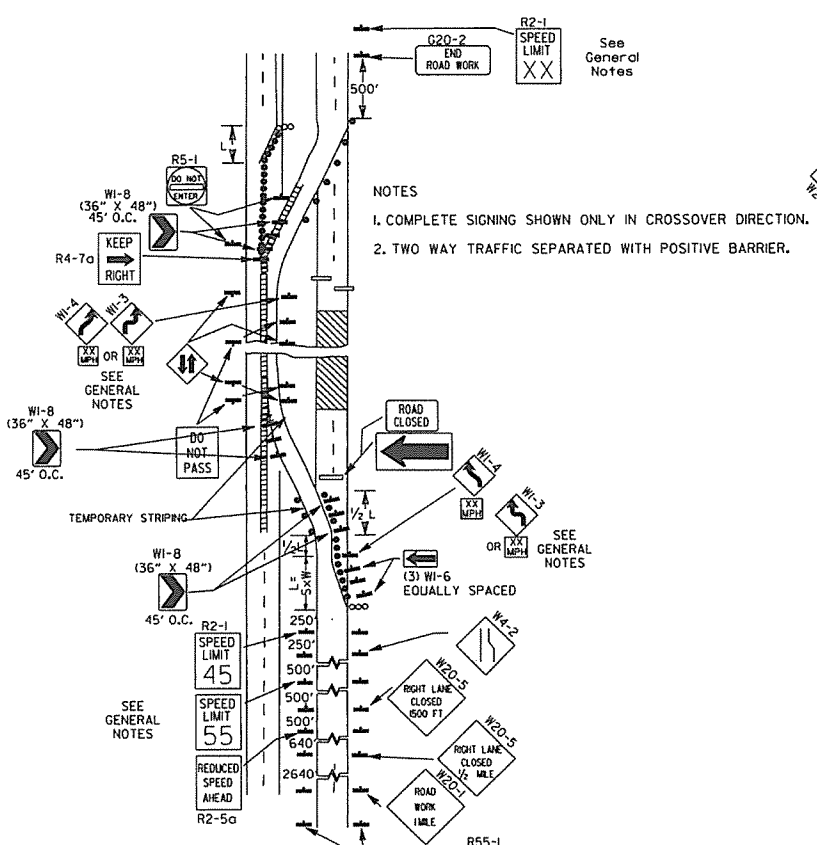 R2-1
SPEED
LIMIT
XX
See
General
Notes
G20-2
END
ROAD WORK
500'
L
R5-1
DO NOT
ENTER
W1-8
(36" X 48")
45' O.C.
KEEP
RIGHT
R4-7a
NOTES
1. COMPLETE SIGNING SHOWN ONLY IN CROSSOVER DIRECTION.
2. TWO WAY TRAFFIC SEPARATED WITH POSITIVE BARRIER.
W1-4
W1-3
XX
MPH
OR
XX
MPH
SEE
GENERAL
NOTES
W1-8
(36" X 48")
45' O.C.
DO
NOT
PASS
ROAD
CLOSED
TEMPORARY STRIPING
½ L
W1-4
XX
MPH
W1-3
OR
XX
MPH
SEE
GENERAL
NOTES
½L
L=
SxW
W1-8
(36" X 48")
45' O.C.
(3) W1-6
EQUALLY SPACED
R2-1
SPEED
LIMIT
45
250'
250'
500'
500'
500'
640'
2640'
W4-2
SEE
GENERAL
NOTES
SPEED
LIMIT
55
W20-5
RIGHT LANE
CLOSED
1500 FT
REDUCED
SPEED
AHEAD
R2-5a
W20-5
RIGHT LANE
CLOSED
½ MILE
W20-1
ROAD
WORK
1 MILE
R55-1